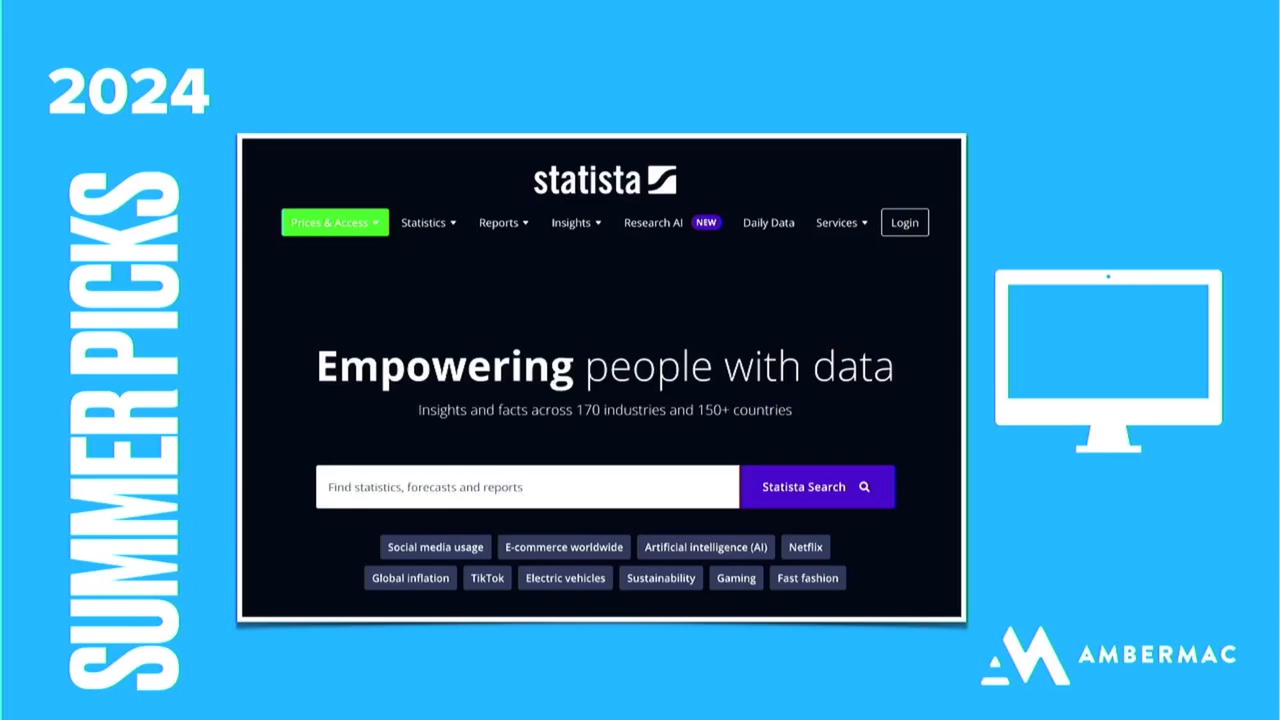 2024
SUMMER PICKS
statista
Prices & Access Statistics Reports Insights Research AI NEW Daily Data Services Login
Empowering people with data
Insights and facts across 170 industries and 150+ countries
Find statistics, forecasts and reports Statista Search
Social media usage E-commerce worldwide Artificial intelligence (AI) Netflix
Global inflation TikTok Electric vehicles Sustainability Gaming Fast fashion
AMBERMAC